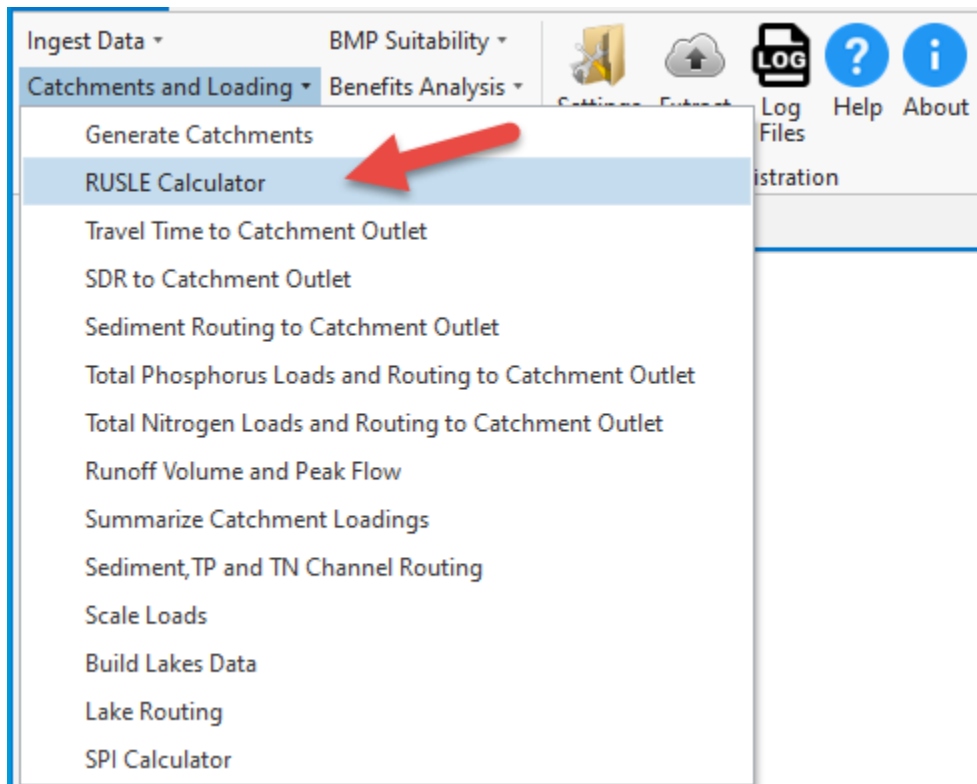 Ingest Data
BMP Suitability
Catchments and Loading
Benefits Analysis
LOG
?
i
Log
Files
Help
About
Generate Catchments
RUSLE Calculator
istration
Travel Time to Catchment Outlet
SDR to Catchment Outlet
Sediment Routing to Catchment Outlet
Total Phosphorus Loads and Routing to Catchment Outlet
Total Nitrogen Loads and Routing to Catchment Outlet
Runoff Volume and Peak Flow
Summarize Catchment Loadings
Sediment,TP and TN Channel Routing
Scale Loads
Build Lakes Data
Lake Routing
SPI Calculator